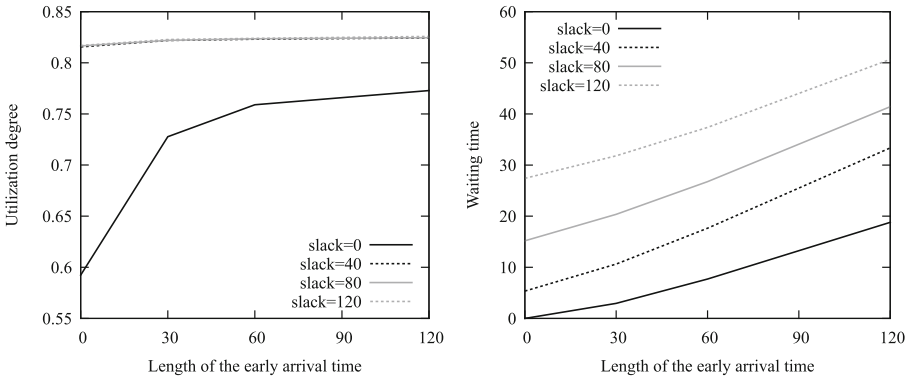 0.85
0.8
0.75
0.7
0.65
0.6
0.55
Utilization degree
slack=0
slack=40
slack=80
slack=120
0 30 60 90 120
Length of the early arrival time
60
50
40
30
20
10
0
Waiting time
slack=0
slack=40
slack=80
slack=120
0 30 60 90 120
Length of the early arrival time